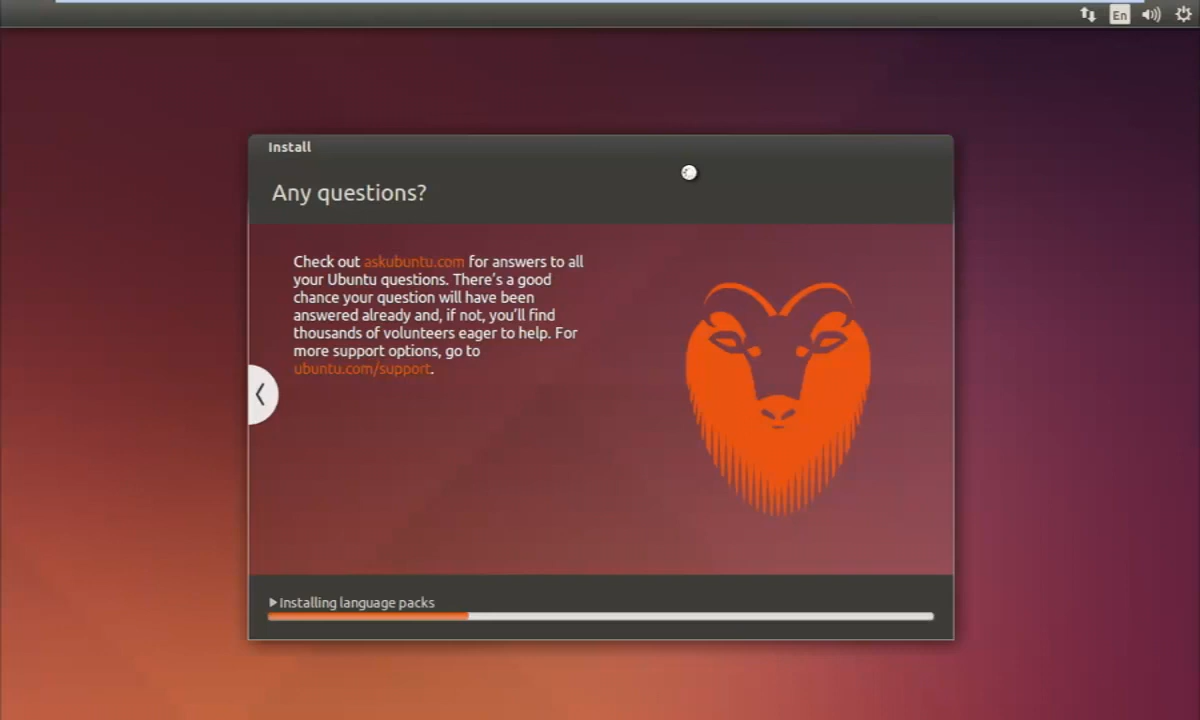 En
Install
Any questions?
Check out askubuntu.com for answers to all
your Ubuntu questions. There’s a good
chance your question will have been
answered already and, if not, you’ll find
thousands of volunteers eager to help. For
more support options, go to
ubuntu.com/support.
Installing language packs